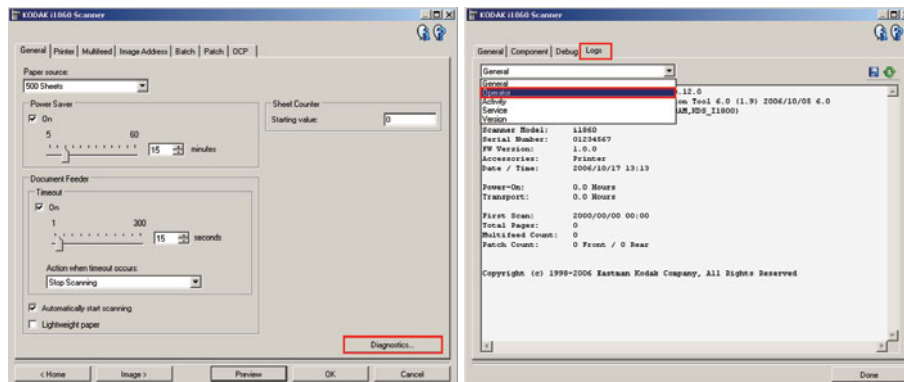 KODAK i1860 Scanner
General Printer Multifeed Image Address Batch Patch OCP
Paper source:
500 Sheets
Power Saver
On
5 60
15 minutes
Sheet Counter
Starting value: 0
Document Feeder
Timeout
On
1 300
15 seconds
Action when timeout occurs:
Stop Scanning
Automatically start scanning
Lightweight paper
Diagnostics...
< Home Image > Preview OK Cancel
KODAK i1860 Scanner
General Component Debug Logs
General
General
Operator .12.0
Activity on Tool 6.0 (1.9) 2006/10/05 6.0
Service AM,KDS_I1800)
Version
Scanner Model: i1860
Serial Number: 01234567
FW Version: 1.0.0
Accessories: Printer
Date / Time: 2006/10/17 13:13
Power-On: 0.0 Hours
Transport: 0.0 Hours
First Scan: 2000/00/00 00:00
Total Pages: 0
Multifeed Count: 0
Patch Count: 0 Front / 0 Rear
Copyright (c) 1998-2006 Eastman Kodak Company, All Rights Reserved
Done